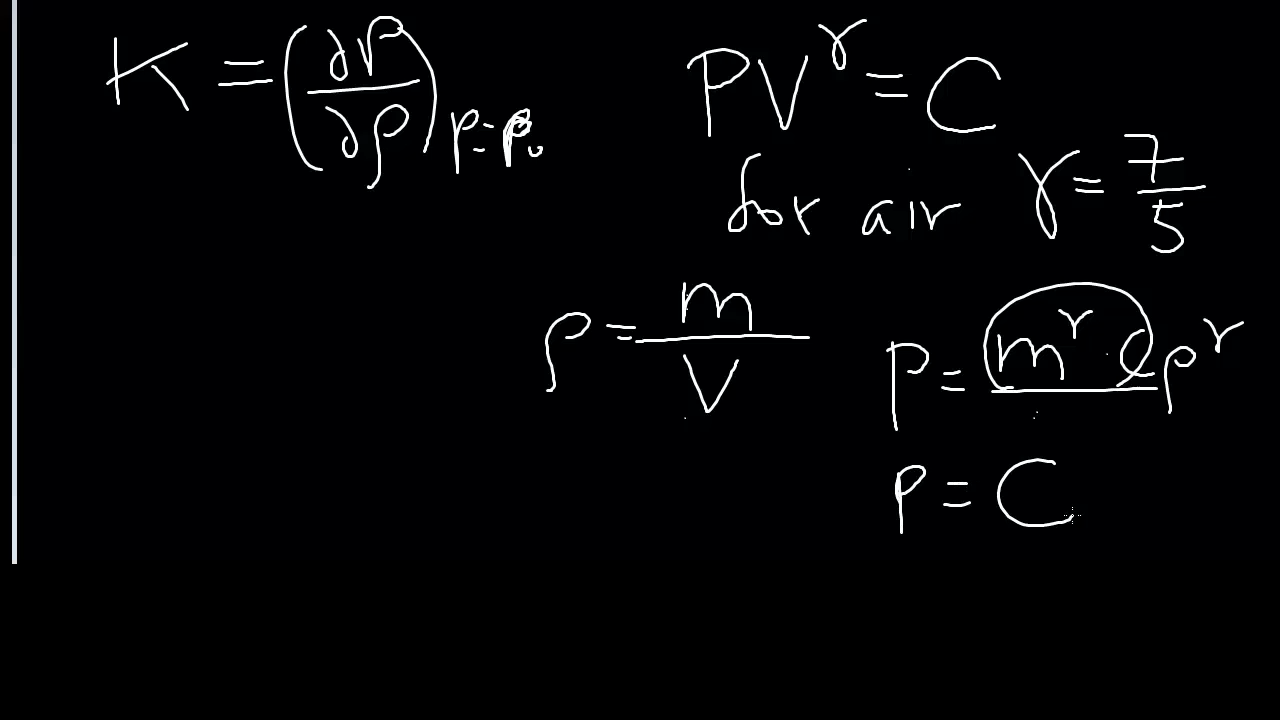 K = (∂P/∂ρ)ρ=ρ₀
PV^γ = C
for air γ = 7/5
ρ = m/V
P = m^γ C ρ^γ
P = C